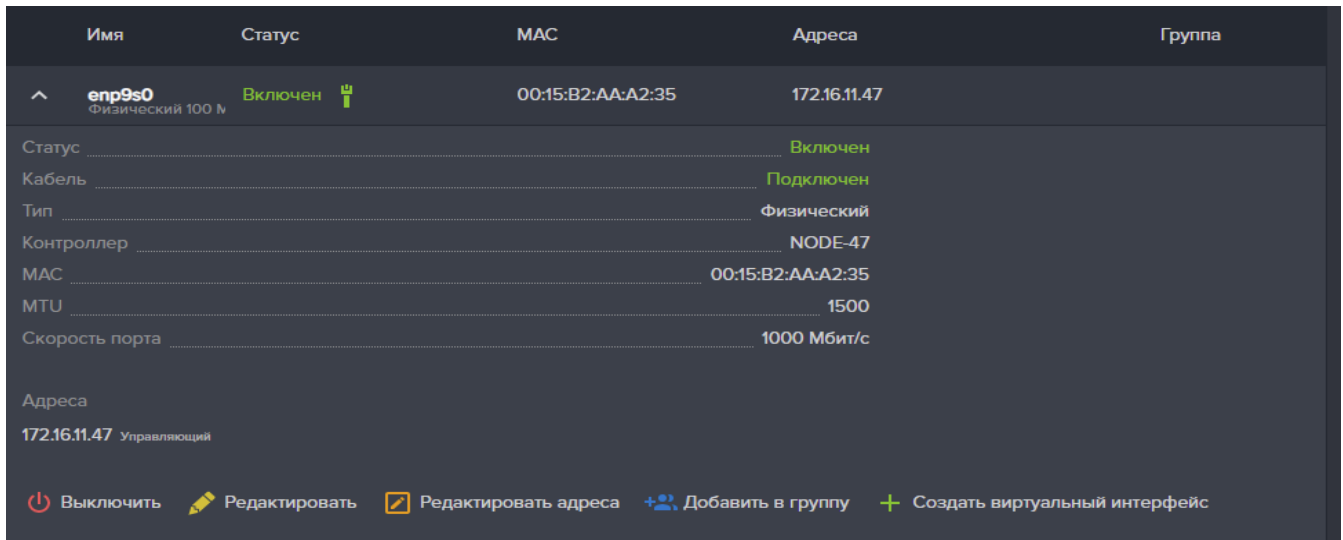 Имя Статус MAC Адреса Группа
enp9s0 Включен 00:15:B2:AA:A2:35 172.16.11.47
Физический 100
Статус Включен
Кабель Подключен
Тип Физический
Контроллер NODE-47
MAC 00:15:B2:AA:A2:35
MTU 1500
Скорость порта 1000 Мбит/с
Адреса
172.16.11.47 Управляющий
Выключить Редактировать Редактировать адреса Добавить в группу Создать виртуальный интерфейс